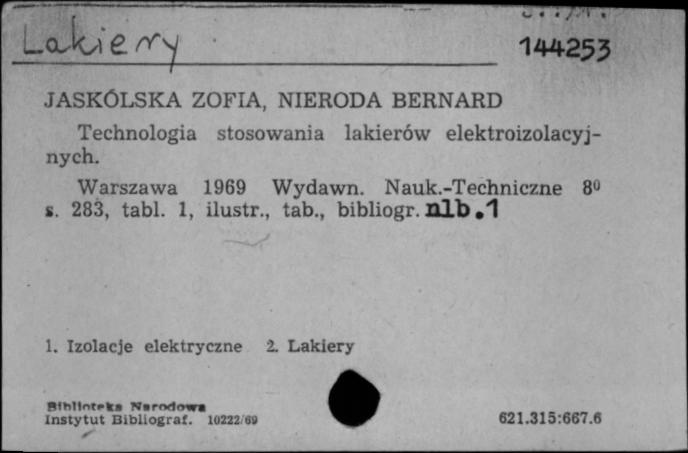 Lakiery
144253
JASKÓLSKA ZOFIA, NIERODA BERNARD
Technologia stosowania lakierów elektroizolacyj-
nych.
Warszawa 1969 Wydawn. Nauk.-Techniczne 8⁰
s. 283, tabl. 1, ilustr., tab., bibliogr. nlb.1
1. Izolacje elektryczne 2. Lakiery
Biblioteka Narodowa
Instytut Bibliograf. 10222/69
621.315:667.6